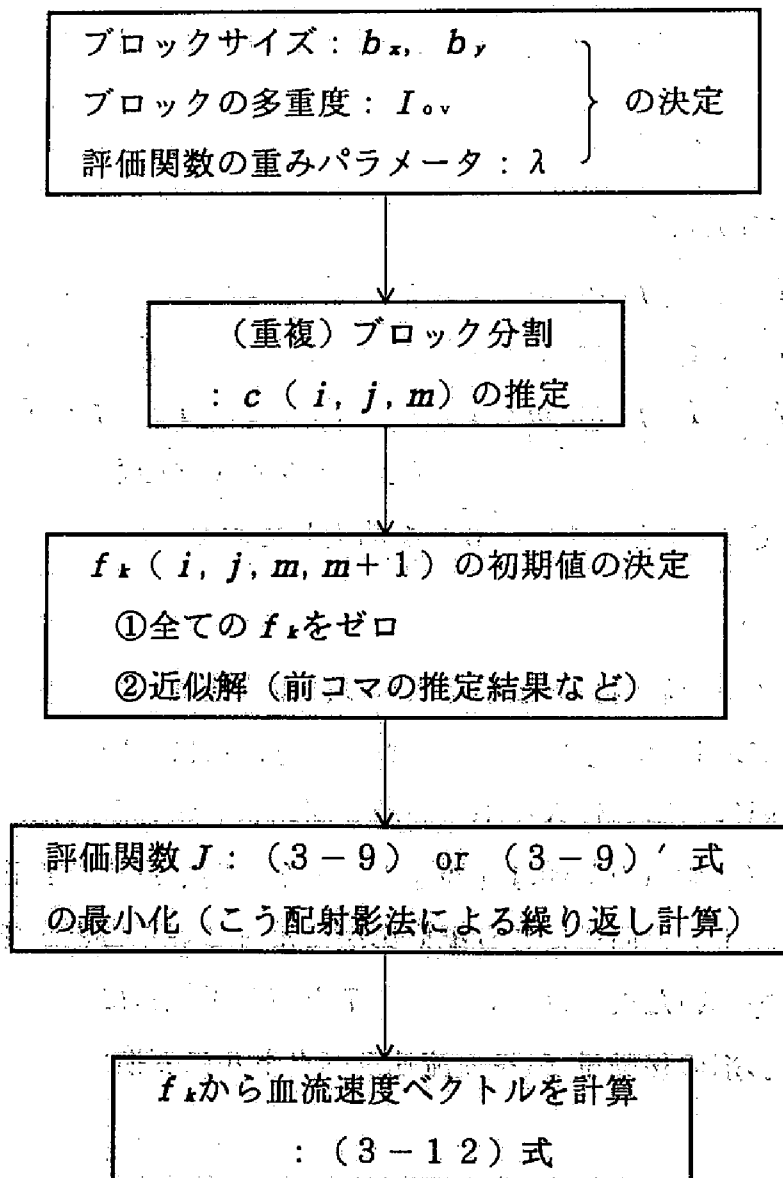 ブロックサイズ：bx, by
ブロックの多重度：Iov } の決定
評価関数の重みパラメータ：λ
（重複）ブロック分割
：c（i, j, m）の推定
fk（i, j, m, m＋1）の初期値の決定
①全てのfkをゼロ
②近似解（前コマの推定結果など）
評価関数J：（3－9） or （3－9）′式
の最小化（こう配射影法による繰り返し計算）
fkから血流速度ベクトルを計算
：（3－12）式